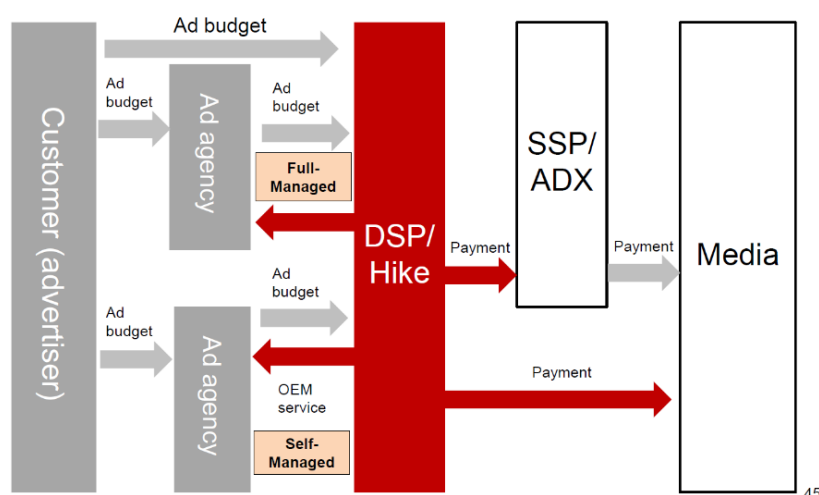 Ad budget
Customer (advertiser)
Ad
budget
Ad agency
Ad
budget
Full-
Managed
DSP/
Hike
SSP/
ADX
Media
Payment
Payment
Ad
budget
Ad agency
Ad
budget
OEM
service
Self-
Managed
Payment
45